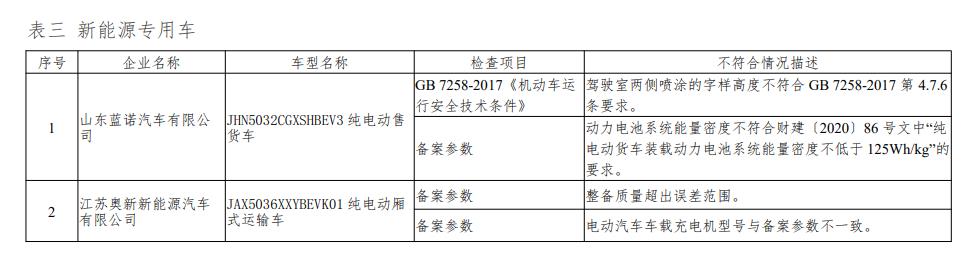 表三 新能源专用车
序号 企业名称 车型名称 检查项目 不符合情况描述
1 山东蓝诺汽车有限公
司
JHN5032CGXSHBEV3 纯电动售
货车
GB 7258-2017《机动车运
行安全技术条件》
驾驶室两侧喷涂的字样高度不符合 GB 7258-2017 第 4.7.6
条要求。
备案参数
动力电池系统能量密度不符合财建〔2020〕86 号文中“纯
电动货车装载动力电池系统能量密度不低于 125Wh/kg”的
要求。
2 江苏奥新新能源汽车
有限公司
JAX5036XXYBEVK01 纯电动厢
式运输车
备案参数 整备质量超出误差范围。
备案参数 电动汽车车载充电机型号与备案参数不一致。